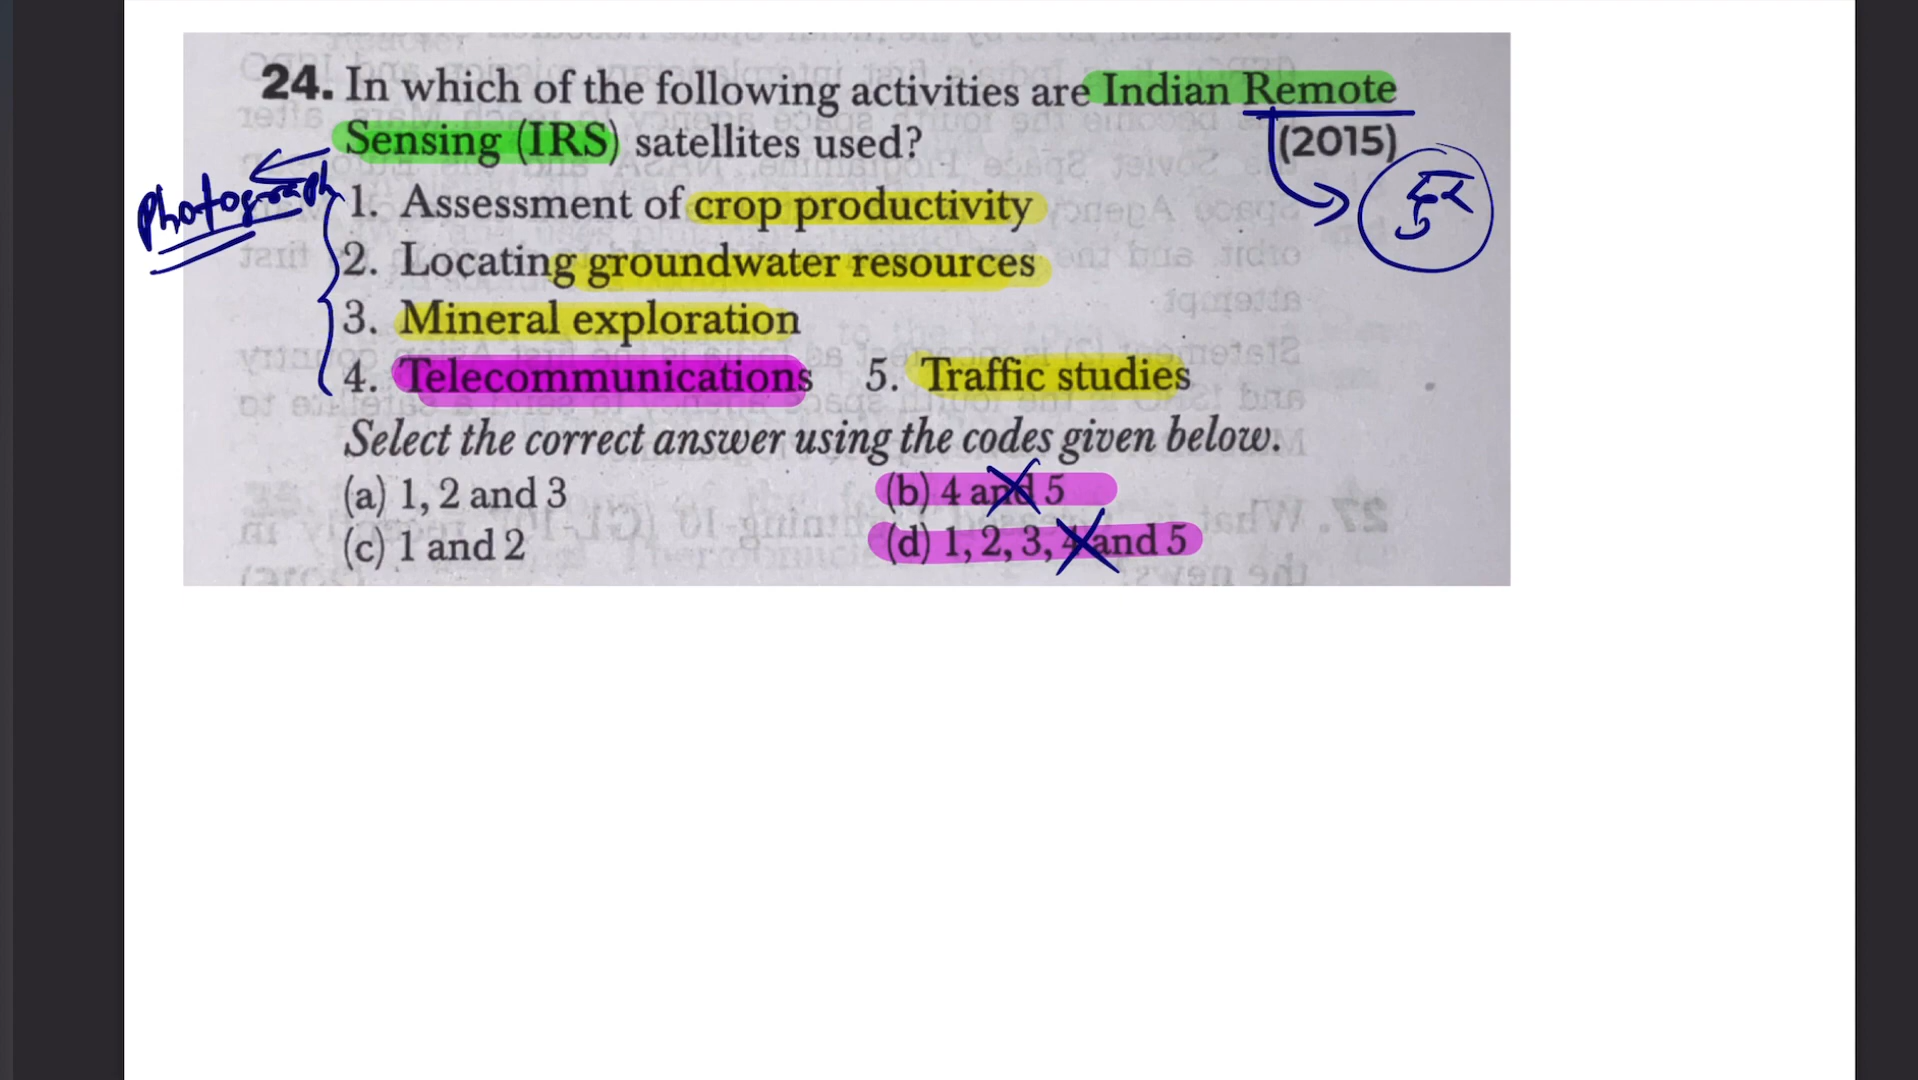 24. In which of the following activities are Indian Remote
Sensing (IRS) satellites used?
(2015)
Photograph
1. Assessment of crop productivity
2. Locating groundwater resources
3. Mineral exploration
4. Telecommunications 5. Traffic studies
Select the correct answer using the codes given below.
(a) 1, 2 and 3 (b) 4 and 5
(c) 1 and 2 (d) 1, 2, 3, 4 and 5